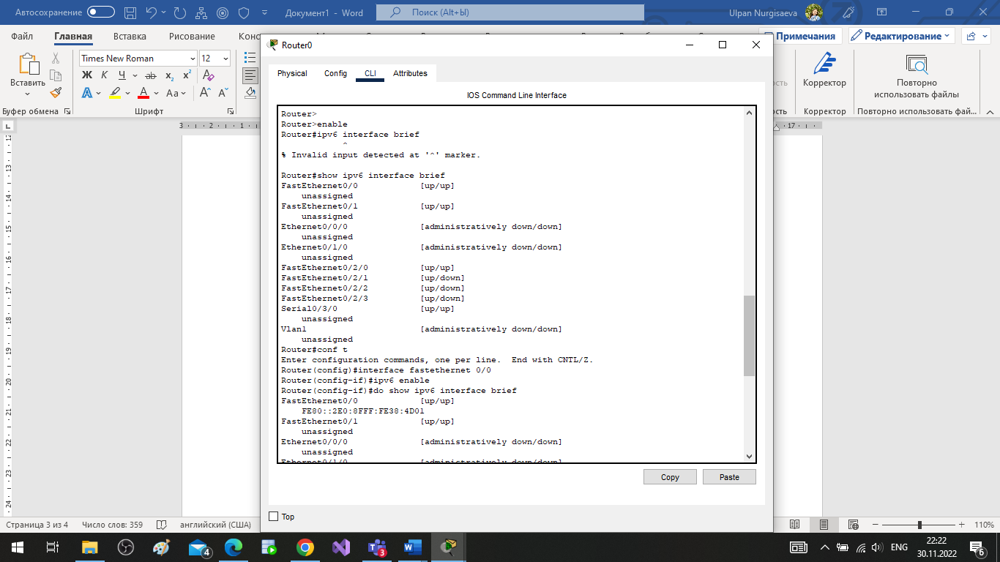 Автосохранение
Документ1 - Word
Поиск (Alt+Ы)
Ulpan Nurgisaeva
Файл Главная Вставка Рисование
Примечания Редактирование
Router0
Physical Config CLI Attributes
IOS Command Line Interface
Times New Roman 12
Вставить
Ж К Ч ab x₂ x²
Aa A A
Буфер обмена Шрифт
Корректор
Повторно использовать файлы
Корректор Повторно использовать файл...
Router>
Router>enable
Router#ipv6 interface brief
^
% Invalid input detected at '^' marker.
Router#show ipv6 interface brief
FastEthernet0/0 [up/up]
unassigned
FastEthernet0/1 [up/up]
unassigned
Ethernet0/0/0 [administratively down/down]
unassigned
Ethernet0/1/0 [administratively down/down]
unassigned
FastEthernet0/2/0 [up/up]
FastEthernet0/2/1 [up/down]
FastEthernet0/2/2 [up/down]
FastEthernet0/2/3 [up/down]
Serial0/3/0 [up/up]
unassigned
Vlan1 [administratively down/down]
unassigned
Router#conf t
Enter configuration commands, one per line. End with CNTL/Z.
Router(config)#interface fastethernet 0/0
Router(config-if)#ipv6 enable
Router(config-if)#do show ipv6 interface brief
FastEthernet0/0 [up/up]
FE80::2E0:8FFF:FE38:4D01
FastEthernet0/1 [up/up]
unassigned
Ethernet0/0/0 [administratively down/down]
unassigned
Ethernet0/1/0 [administratively down/down]
Copy Paste
Top
Страница 3 из 4 Число слов: 359 английский (США)
110%
4
3
ENG
22:22
30.11.2022
6